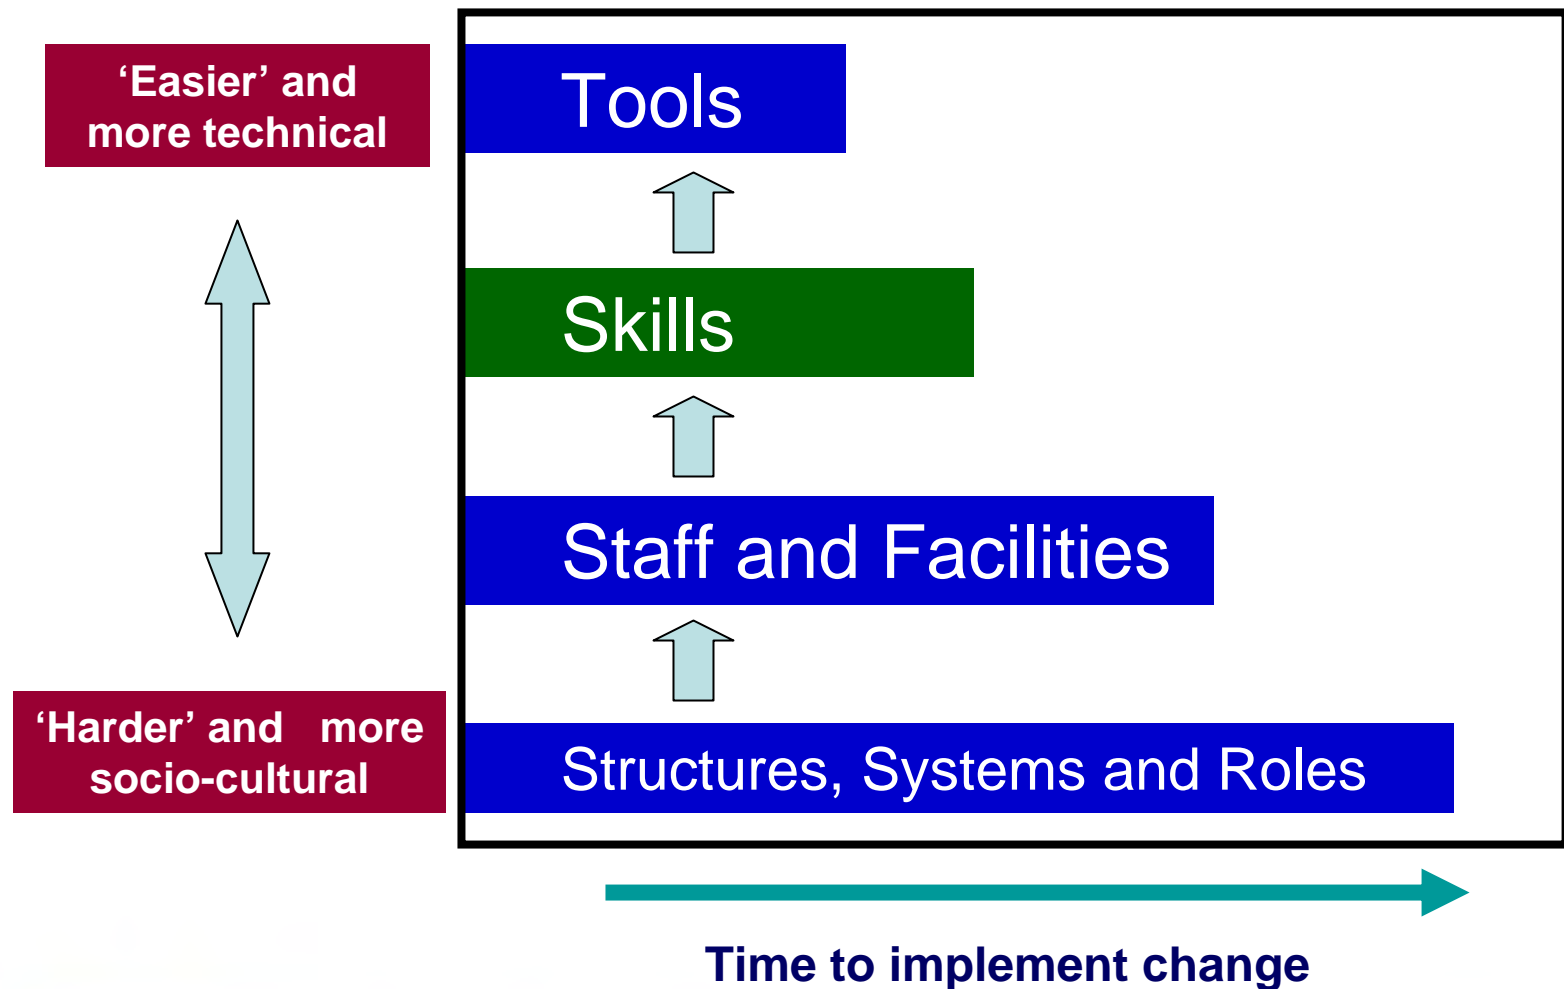 ‘Easier’ and
more technical
Tools
Skills
Staff and Facilities
‘Harder’ and more
socio-cultural
Structures, Systems and Roles
Time to implement change